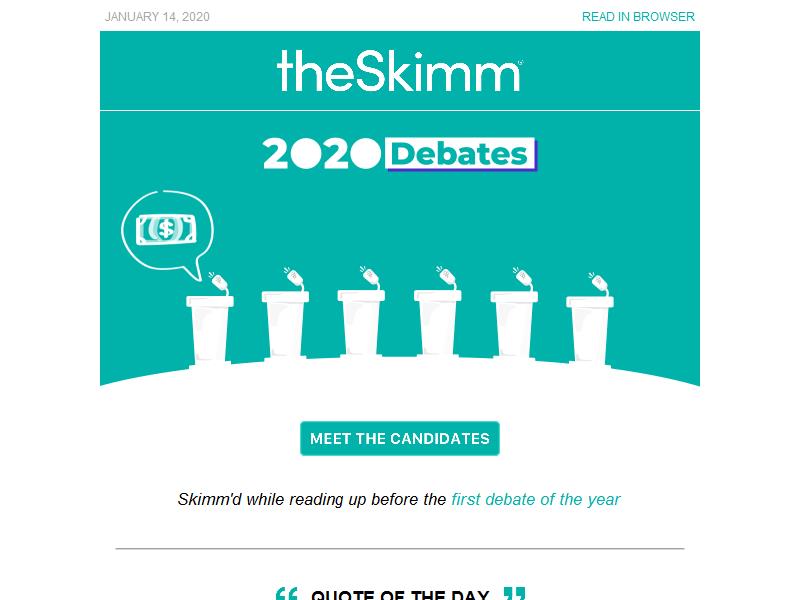 JANUARY 14, 2020
READ IN BROWSER
theSkimm
2020 Debates
$
MEET THE CANDIDATES
Skimm'd while reading up before the first debate of the year
“ QUOTE OF THE DAY ”